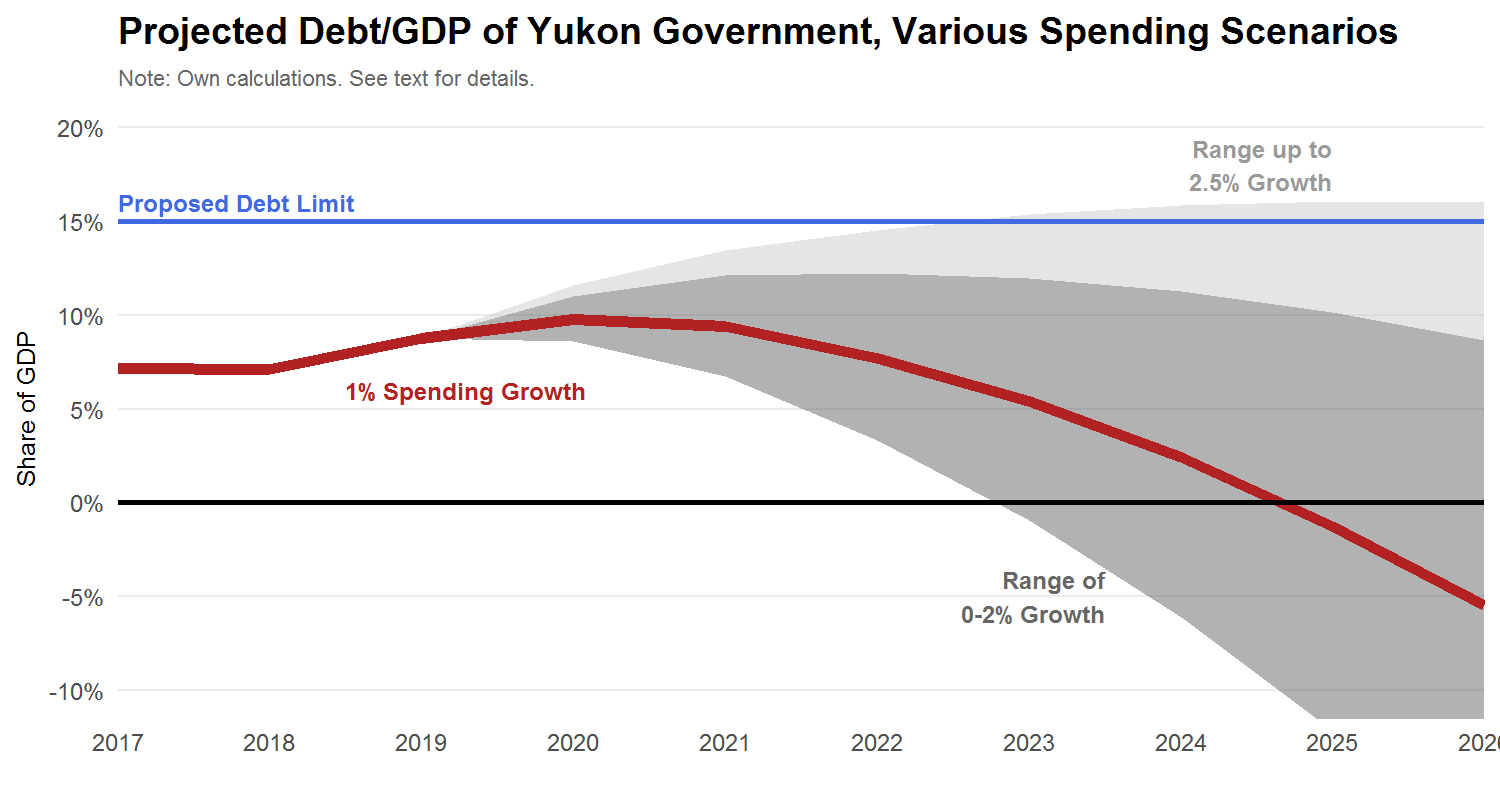 Projected Debt/GDP of Yukon Government, Various Spending Scenarios
Note: Own calculations. See text for details.
Share of GDP
20%
15%
10%
5%
0%
-5%
-10%
Range up to
2.5% Growth
Proposed Debt Limit
1% Spending Growth
Range of
0-2% Growth
2017 2018 2019 2020 2021 2022 2023 2024 2025 2026